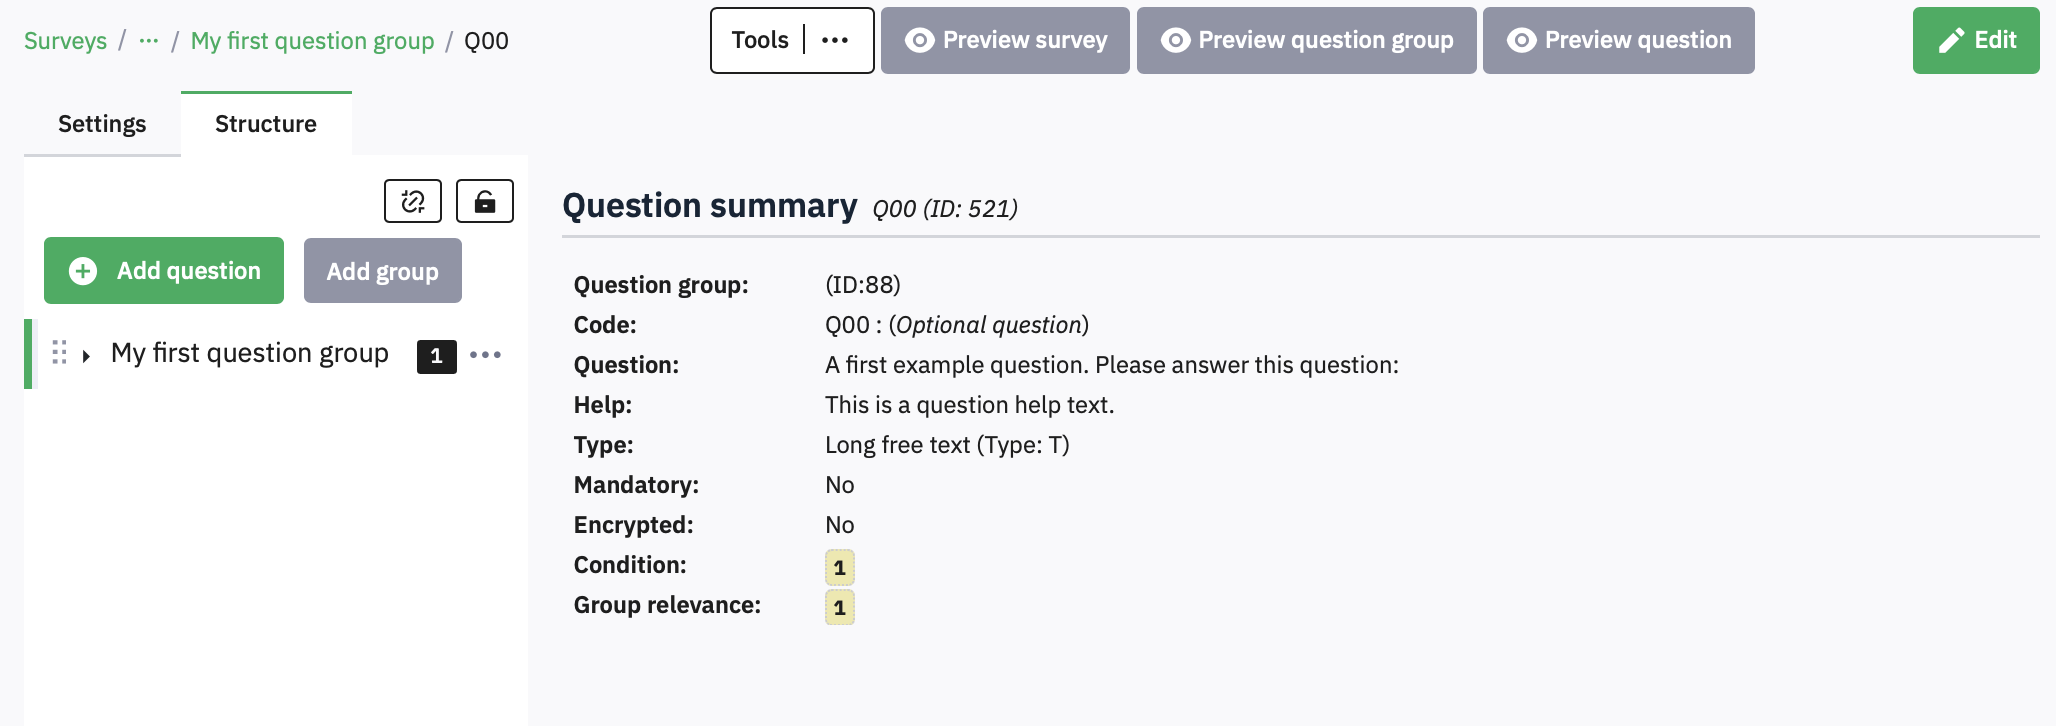 Surveys / ... / My first question group / Q00
Tools | ... Preview survey Preview question group Preview question Edit
Settings Structure
Add question Add group
My first question group 1 ...
Question summary Q00 (ID: 521)
Question group: (ID:88)
Code: Q00 : (Optional question)
Question: A first example question. Please answer this question:
Help: This is a question help text.
Type: Long free text (Type: T)
Mandatory: No
Encrypted: No
Condition: 1
Group relevance: 1